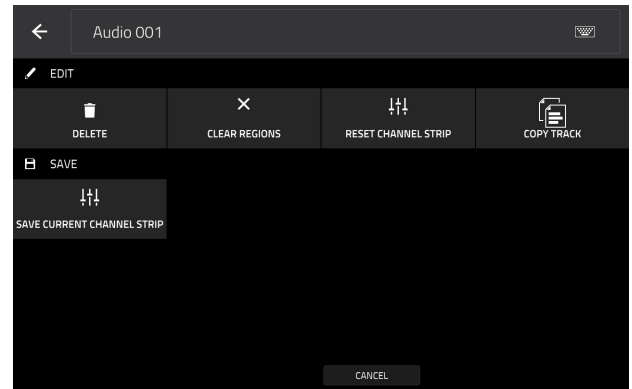 Audio 001
EDIT
DELETE
CLEAR REGIONS
RESET CHANNEL STRIP
COPY TRACK
SAVE
SAVE CURRENT CHANNEL STRIP
CANCEL